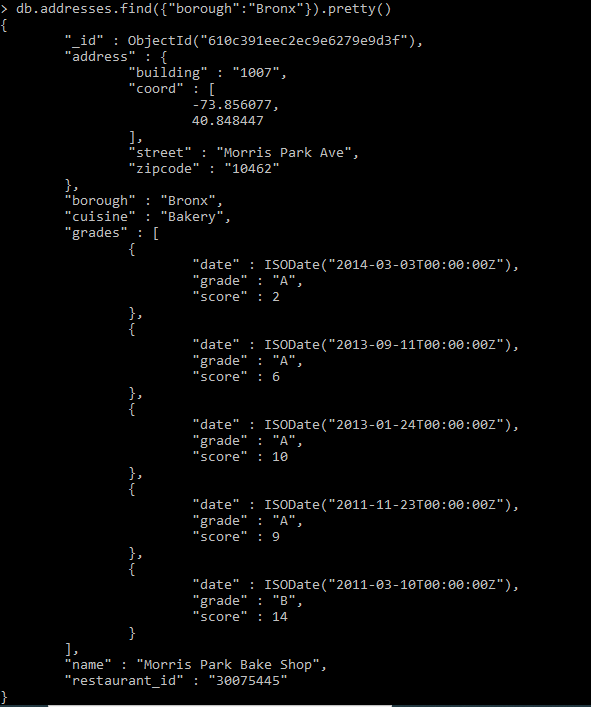 > db.addresses.find({"borough":"Bronx"}).pretty()
{
        "_id" : ObjectId("610c391eec2ec9e6279e9d3f"),
        "address" : {
                "building" : "1007",
                "coord" : [
                        -73.856077,
                        40.848447
                ],
                "street" : "Morris Park Ave",
                "zipcode" : "10462"
        },
        "borough" : "Bronx",
        "cuisine" : "Bakery",
        "grades" : [
                {
                        "date" : ISODate("2014-03-03T00:00:00Z"),
                        "grade" : "A",
                        "score" : 2
                },
                {
                        "date" : ISODate("2013-09-11T00:00:00Z"),
                        "grade" : "A",
                        "score" : 6
                },
                {
                        "date" : ISODate("2013-01-24T00:00:00Z"),
                        "grade" : "A",
                        "score" : 10
                },
                {
                        "date" : ISODate("2011-11-23T00:00:00Z"),
                        "grade" : "A",
                        "score" : 9
                },
                {
                        "date" : ISODate("2011-03-10T00:00:00Z"),
                        "grade" : "B",
                        "score" : 14
                }
        ],
        "name" : "Morris Park Bake Shop",
        "restaurant_id" : "30075445"
}